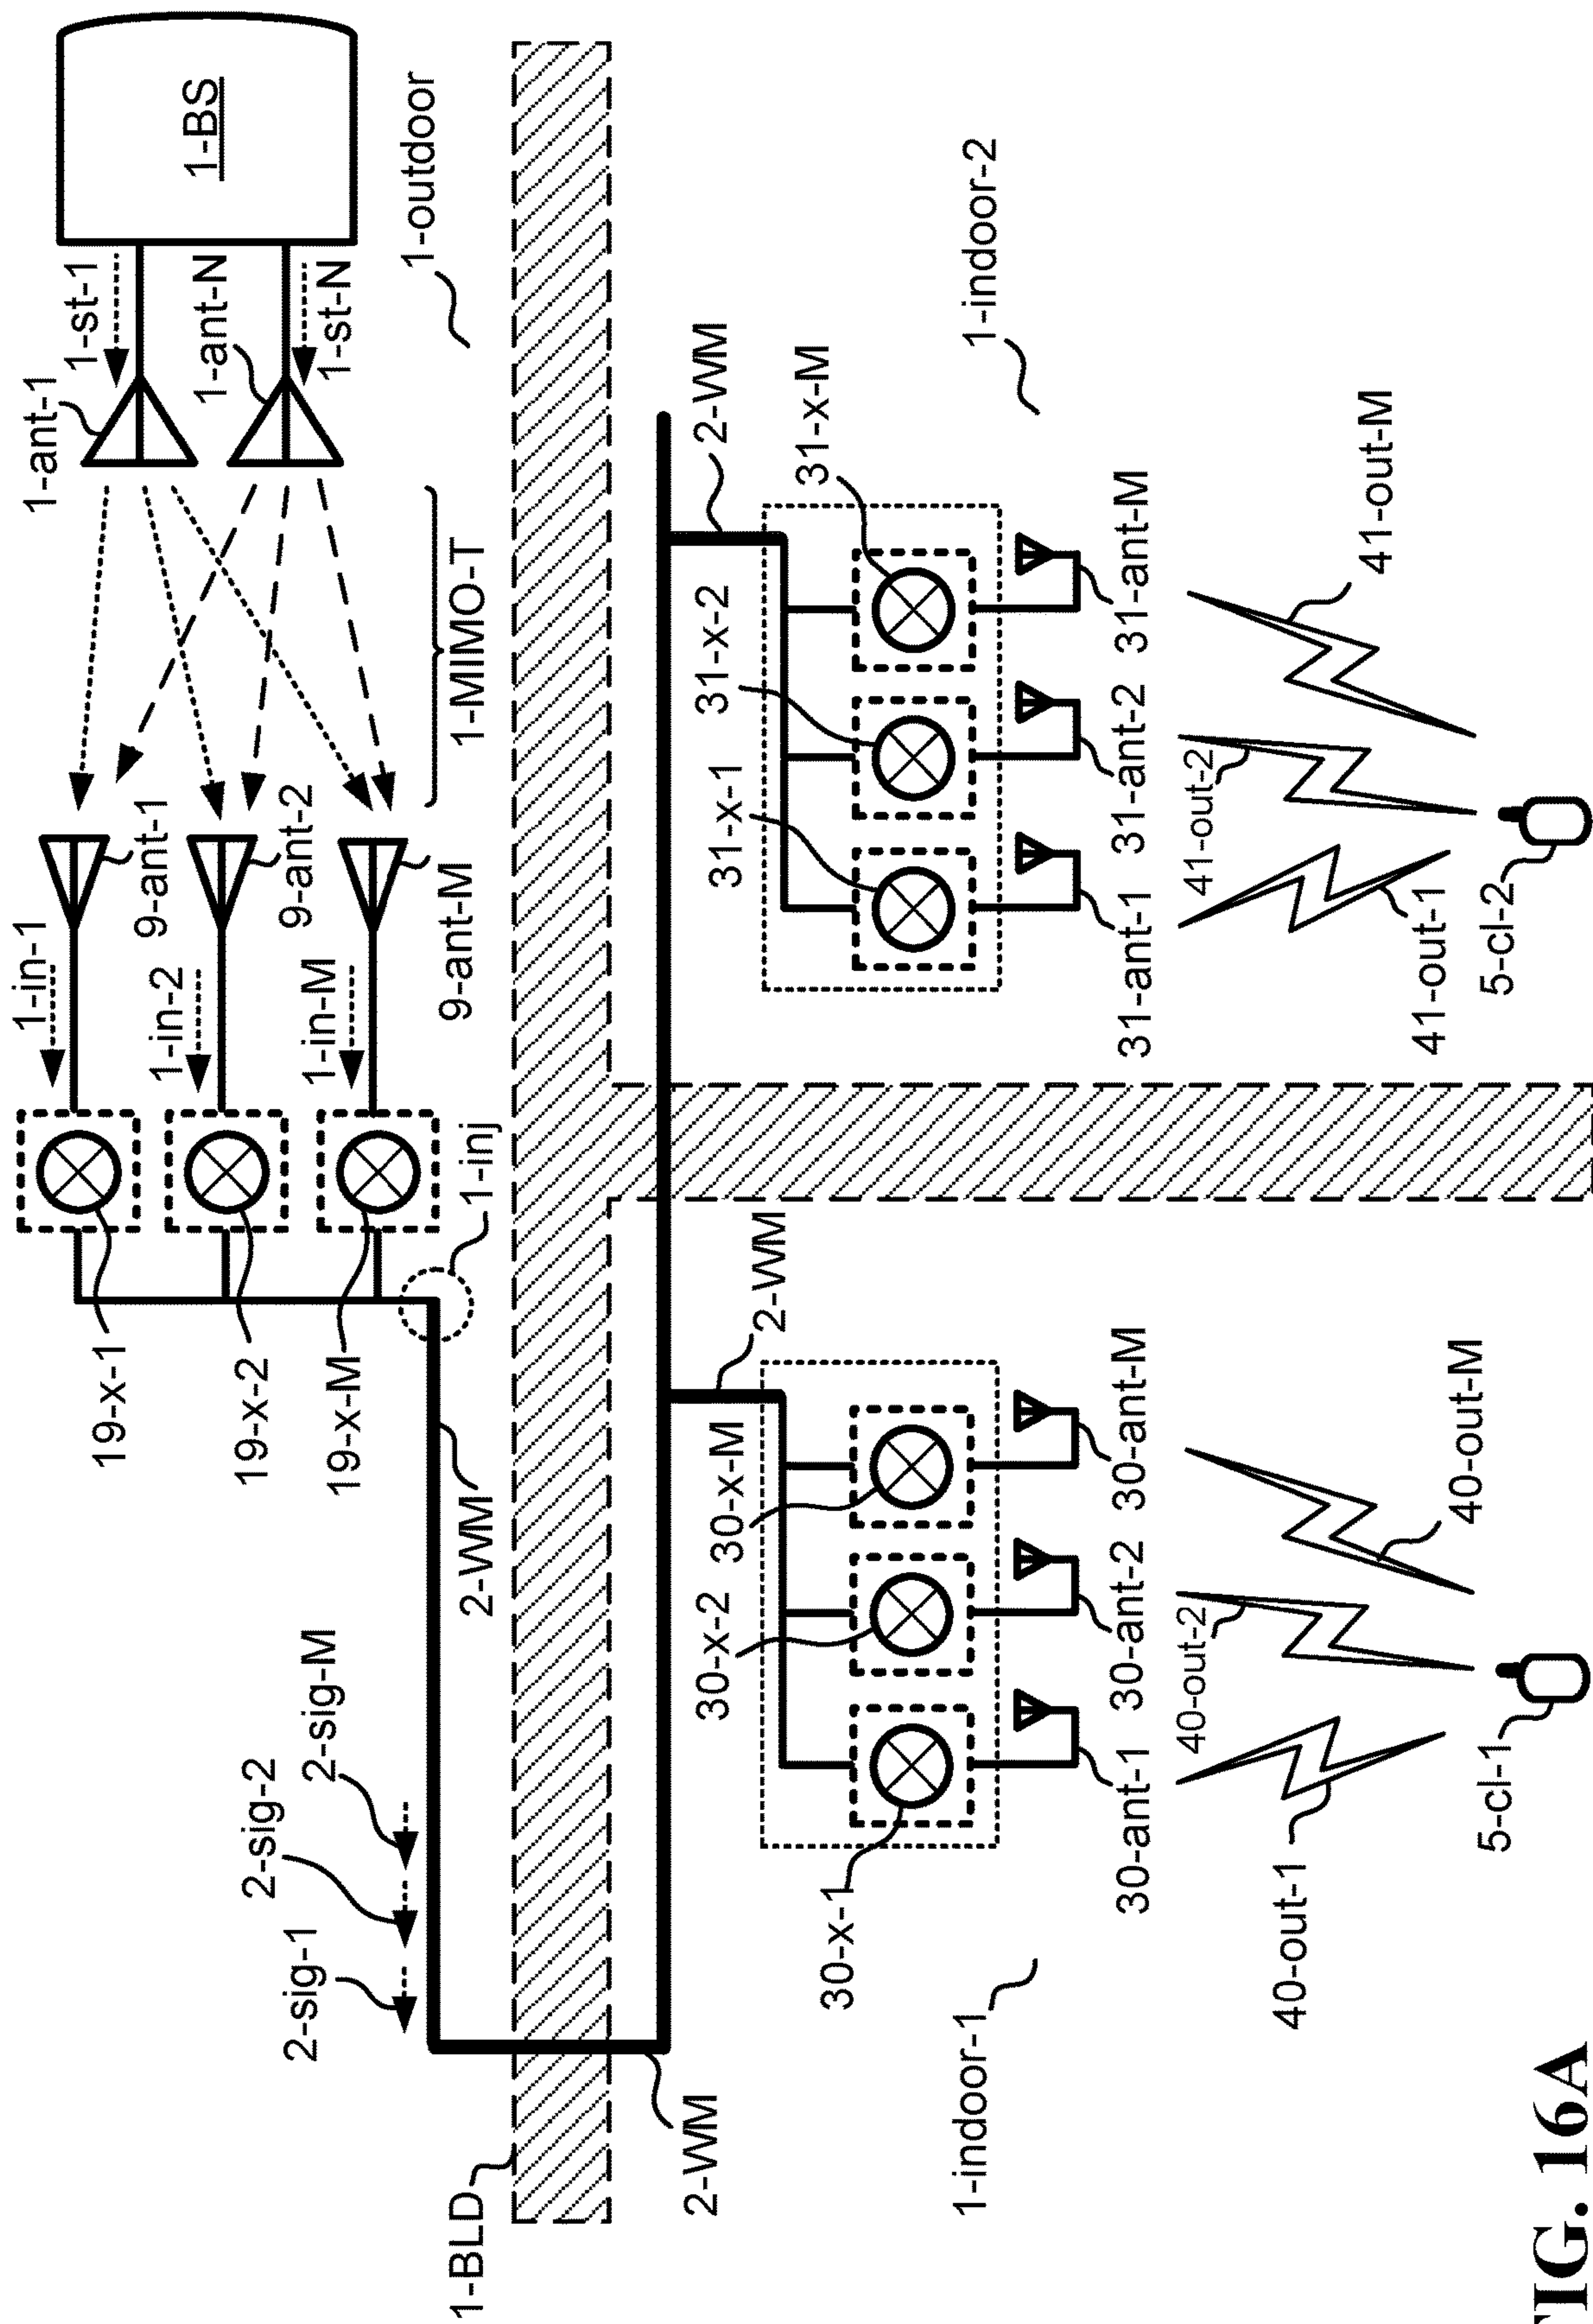 1-BS
1-st-1
1-ant-N
1-st-N
1-ant-1
1-outdoor
1-MIMO-T
9-ant-1
9-ant-2
9-ant-M
1-in-1
1-in-2
1-in-M
1-inj
19-x-1
19-x-2
19-x-M
2-WM
2-sig-M
2-sig-2
2-sig-1
1-BLD
2-WM
1-indoor-1
2-WM
30-x-M
30-x-2
30-x-1
30-ant-1
30-ant-2
30-ant-M
40-out-1
40-out-2
40-out-M
5-cl-1
1-indoor-2
2-WM
31-x-M
31-x-2
31-x-1
31-ant-1
31-ant-2
31-ant-M
41-out-1
41-out-2
41-out-M
5-cl-2
FIG. 16A